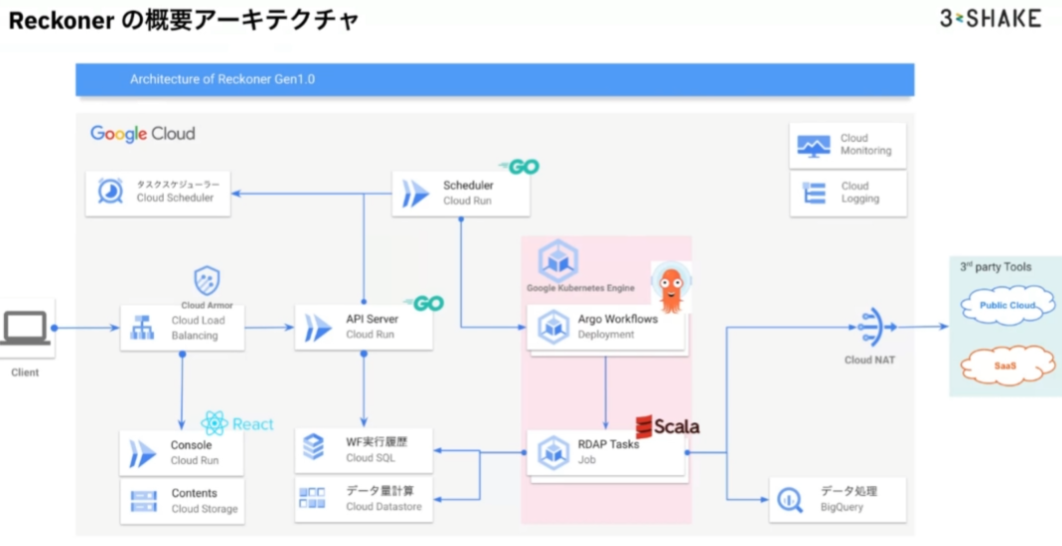 Reckoner の概要アーキテクチャ
3-SHAKE
Architecture of Reckoner Gen1.0
Google Cloud
Cloud
Monitoring
Cloud
Logging
タスクスケジューラー
Cloud Scheduler
GO
Scheduler
Cloud Run
Google Kubernetes Engine
3rd party Tools
Public Cloud
SaaS
Cloud Armor
Cloud Load
Balancing
GO
API Server
Cloud Run
Argo Workflows
Deployment
Cloud NAT
Client
React
Console
Cloud Run
Contents
Cloud Storage
WF実行履歴
Cloud SQL
データ量計算
Cloud Datastore
Scala
RDAP Tasks
Job
データ処理
BigQuery